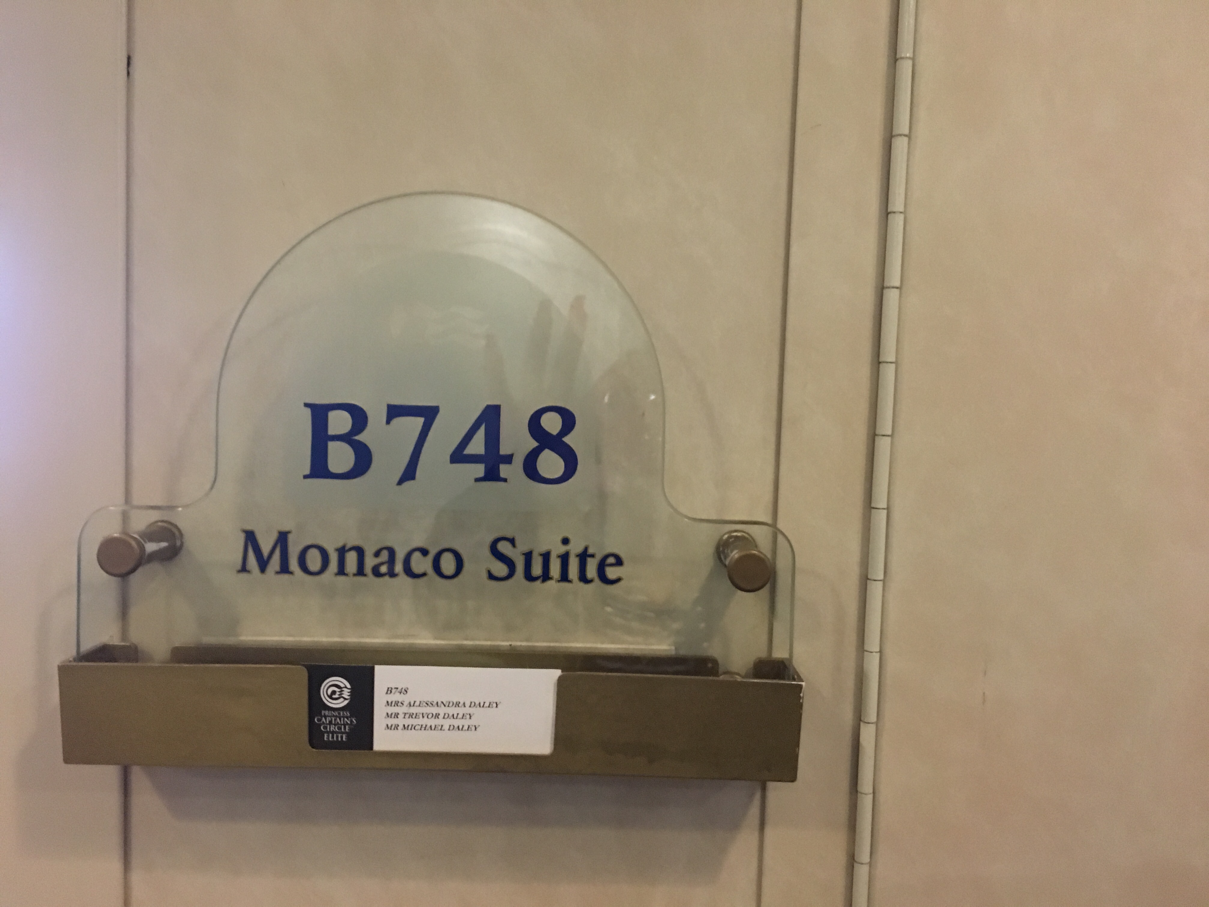 B748
Monaco Suite
PRINCESS
CAPTAIN'S
CIRCLE
ELITE
B748
MRS ALESSANDRA DALEY
MR TREVOR DALEY
MR MICHAEL DALEY